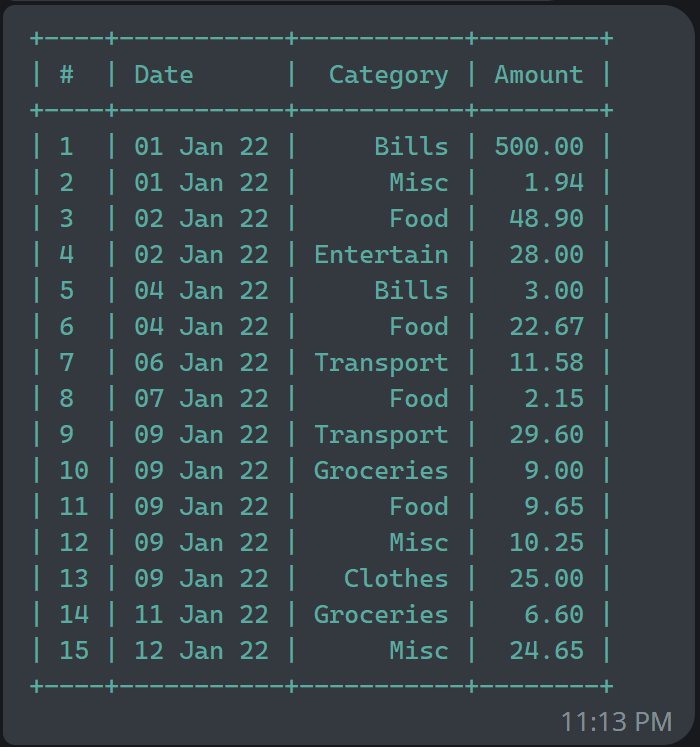 +----+-----------+-----------+--------+
| #  | Date      |  Category | Amount |
+----+-----------+-----------+--------+
| 1  | 01 Jan 22 |     Bills | 500.00 |
| 2  | 01 Jan 22 |      Misc |   1.94 |
| 3  | 02 Jan 22 |      Food |  48.90 |
| 4  | 02 Jan 22 | Entertain |  28.00 |
| 5  | 04 Jan 22 |     Bills |   3.00 |
| 6  | 04 Jan 22 |      Food |  22.67 |
| 7  | 06 Jan 22 | Transport |  11.58 |
| 8  | 07 Jan 22 |      Food |   2.15 |
| 9  | 09 Jan 22 | Transport |  29.60 |
| 10 | 09 Jan 22 | Groceries |   9.00 |
| 11 | 09 Jan 22 |      Food |   9.65 |
| 12 | 09 Jan 22 |      Misc |  10.25 |
| 13 | 09 Jan 22 |   Clothes |  25.00 |
| 14 | 11 Jan 22 | Groceries |   6.60 |
| 15 | 12 Jan 22 |      Misc |  24.65 |
+----+-----------+-----------+--------+
11:13 PM